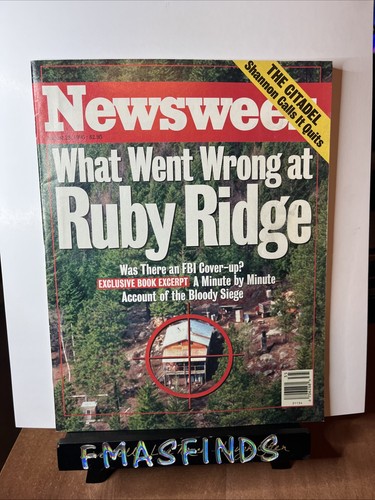 THE CITADEL
Shannon Calls It Quits
Newsweek
What Went Wrong at
Ruby Ridge
Was There an FBI Cover-up?
EXCLUSIVE BOOK EXCERPT A Minute by Minute
Account of the Bloody Siege
FMASFINDS